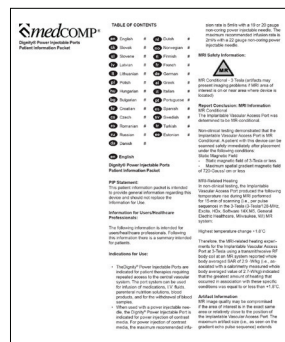 medCOMP®
Dignity® Power Injectable Ports
Patient Information Packet
TABLE OF CONTENTS
English #
Greek #
Slovak #
Norwegian #
Slovene #
Finnish #
Latvian #
French #
Lithuanian #
German #
Polish #
Hungarian #
Italian #
Bulgarian #
Portuguese #
Croatian #
Spanish #
Czech #
Swedish #
Romanian #
Turkish #
Russian #
Estonian #
Danish #
English
Dignity® Power Injectable Ports
Patient Information Packet
PIP Statement:
This patient information packet is intended
to provide general information regarding this
device and should not replace the
Information for Use.
Information for Users/Healthcare
Professionals:
The following information is intended for
users/healthcare professionals. Following
this information there is a summary intended
for patients.
Indications for Use:
• The Dignity® Power Injectable Ports are
indicated for patient therapies requiring
repeated access to the central vascular
system. The port system can be used
for infusion of medications, I.V. fluids,
parenteral nutrition solutions, blood
products, and for the withdrawal of blood
samples.
• When used with a power injectable nee-
dle, the Dignity® Power Injectable Port is
indicated for power injection of contrast
media. For power injection of contrast
media, the maximum recommended infu-
sion rate is 5ml/s with a 19 or 20 gauge
non-coring power injectable needle. The
maximum recommended infusion rate is
2ml/s with a 22 gauge non-coring power
injectable needle.
MRI Safety Information:
MR
MR Conditional - 3 Tesla (artifacts may
present imaging problems if MRI area of
interest is on or near area where device is
located)
Report Conclusion: MRI Information
MR Conditional
The Implantable Vascular Access Port was
determined to be MR-conditional.
Non-clinical testing demonstrated that the
Implantable Vascular Access Port is MR
Conditional. A patient with this device can be
scanned safely immediately after placement
under the following conditions:
Static Magnetic Field
- Static magnetic field of 3-Tesla or less
- Maximum spatial gradient magnetic field
of 720-Gauss/ cm or less
MRI-Related Heating
In non-clinical testing, the Implantable
Vascular Access Port produced the following
temperature rise during MRI performed
for 15 min of scanning (i.e., per pulse
sequence) in the 3-Tesla (3-Tesla/128-MHz,
Excite, HDx, Software 14X.M5, General
Electric Healthcare, Milwaukee, WI) MR
system:
Highest temperature change +1.6°C
Therefore, the MRI-related heating experi-
ments for the Implantable Vascular Access
Port at 3-Tesla using a transmit/receive RF
body coil at an MR system reported whole
body averaged SAR of 2.9 -W/kg (i.e., as-
sociated with a calorimetry measured whole
body averaged value of 2.7-W/kg) indicated
that the greatest amount of heating that
occurred in association with these specific
conditions was equal to or less than +1.6°C.
Artifact Information
MR image quality may be compromised
if the area of interest is in the exact same
area or relatively close to the position of
the Implantable Vascular Access Port. The
maximum artifact size (i.e., as seen on the
gradient echo pulse sequence) extends